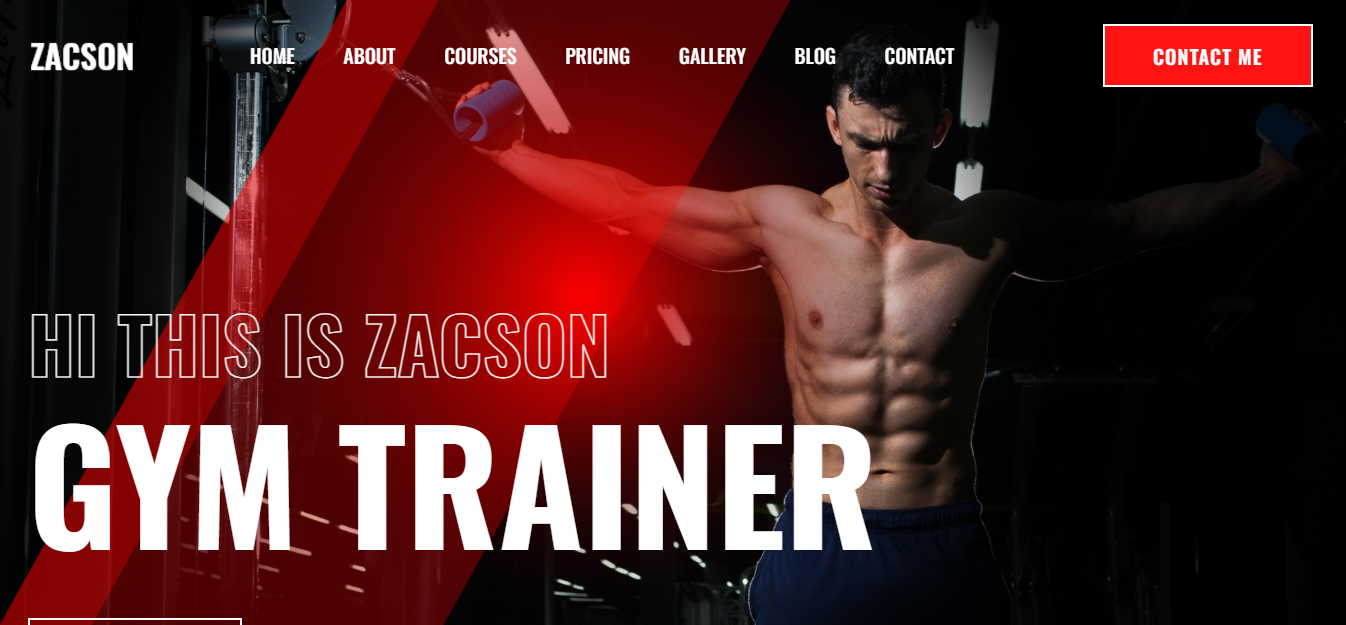 ZACSON HOME ABOUT COURSES PRICING GALLERY BLOG CONTACT CONTACT ME
HI THIS IS ZACSON
GYM TRAINER